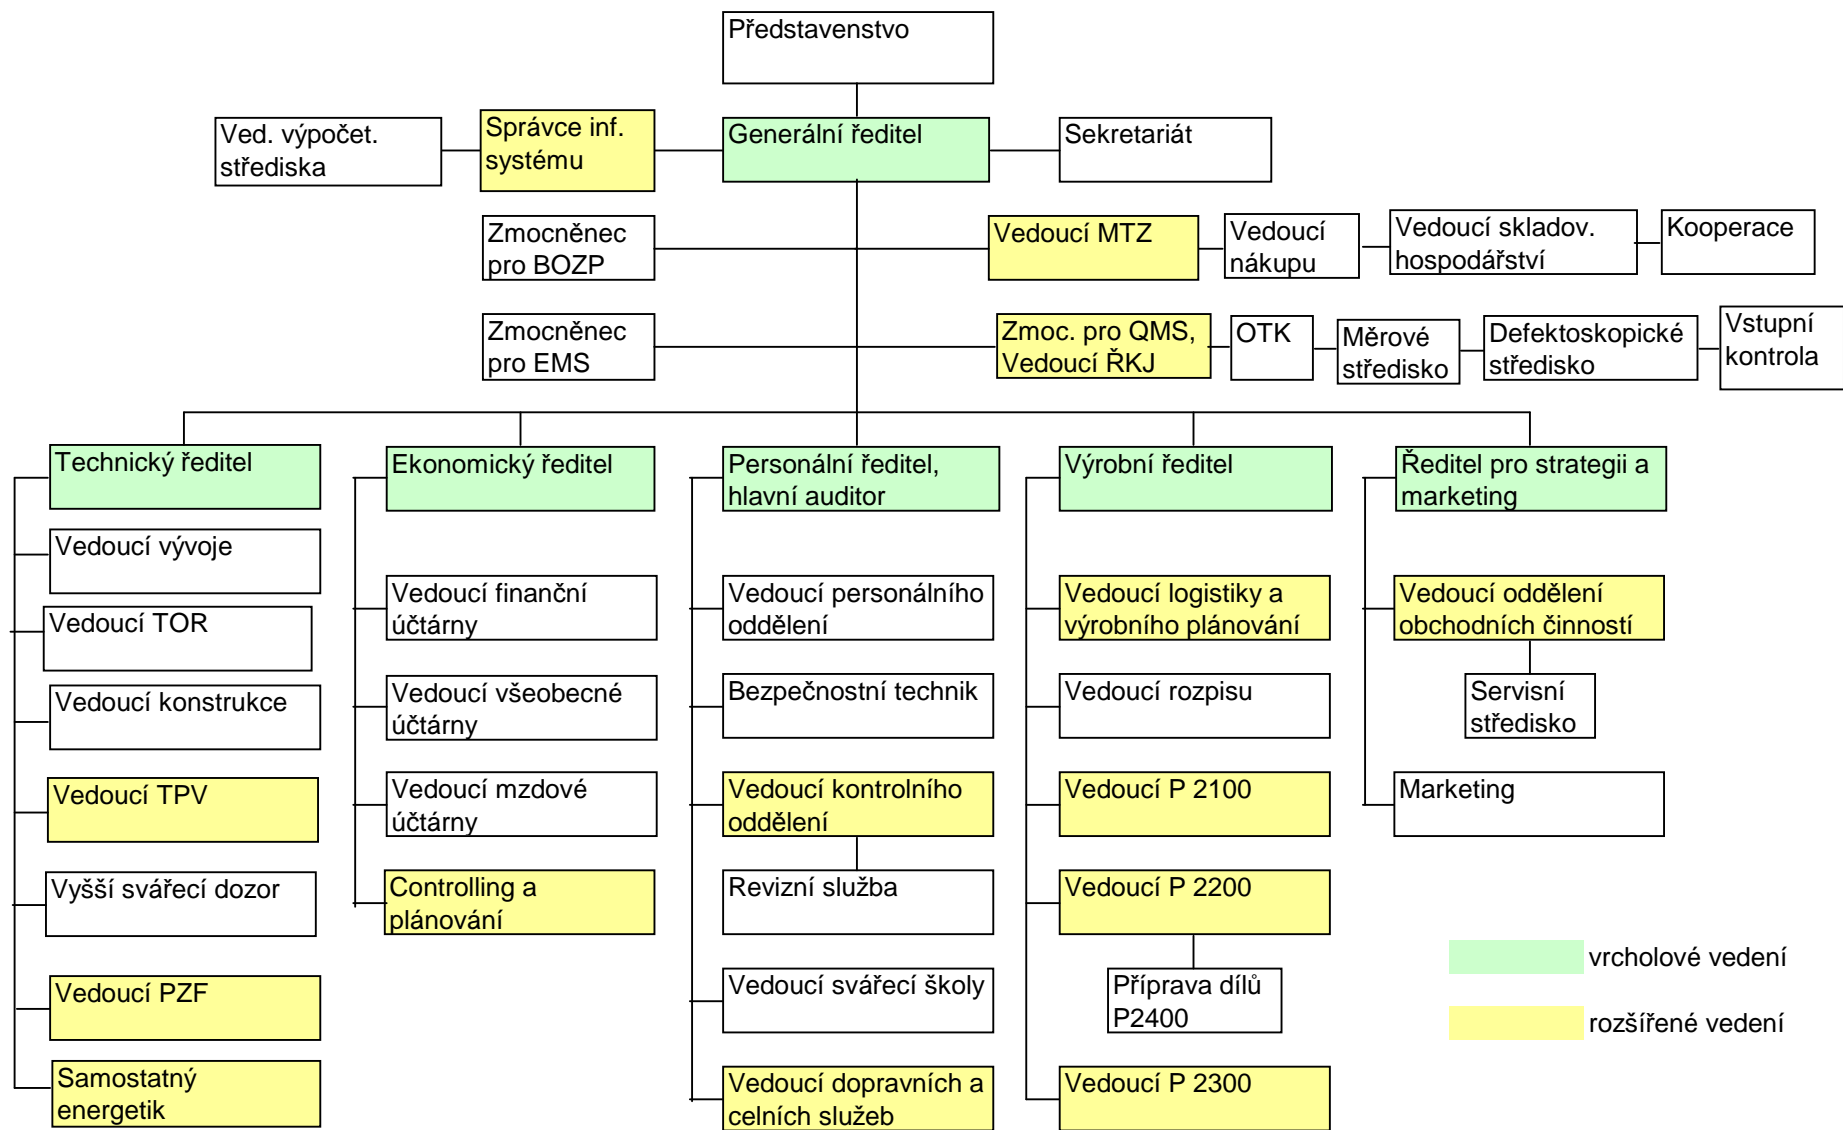 Představenstvo
Ved. výpočet.
střediska
Správce inf.
systému
Generální ředitel
Sekretariát
Zmocněnec
pro BOZP
Vedoucí MTZ
Vedoucí
nákupu
Vedoucí skladov.
hospodářství
Kooperace
Zmocněnec
pro EMS
Zmoc. pro QMS,
Vedoucí ŘKJ
OTK
Měrové
středisko
Defektoskopické
středisko
Vstupní
kontrola
Technický ředitel
Vedoucí vývoje
Vedoucí TOR
Vedoucí konstrukce
Vedoucí TPV
Vyšší svářecí dozor
Vedoucí PZF
Samostatný
energetik
Ekonomický ředitel
Vedoucí finanční
účtárny
Vedoucí všeobecné
účtárny
Vedoucí mzdové
účtárny
Controlling a
plánování
Personální ředitel,
hlavní auditor
Vedoucí personálního
oddělení
Bezpečnostní technik
Vedoucí kontrolního
oddělení
Revizní služba
Vedoucí svářecí školy
Vedoucí dopravních a
celních služeb
Výrobní ředitel
Vedoucí logistiky a
výrobního plánování
Vedoucí rozpisu
Vedoucí P 2100
Vedoucí P 2200
Příprava dílů
P2400
Vedoucí P 2300
Ředitel pro strategii a
marketing
Vedoucí oddělení
obchodních činností
Servisní
středisko
Marketing
vrcholové vedení
rozšířené vedení